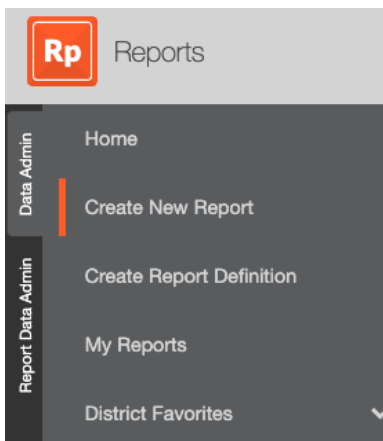 Rp Reports
Data Admin
Report Data Admin
Home
Create New Report
Create Report Definition
My Reports
District Favorites